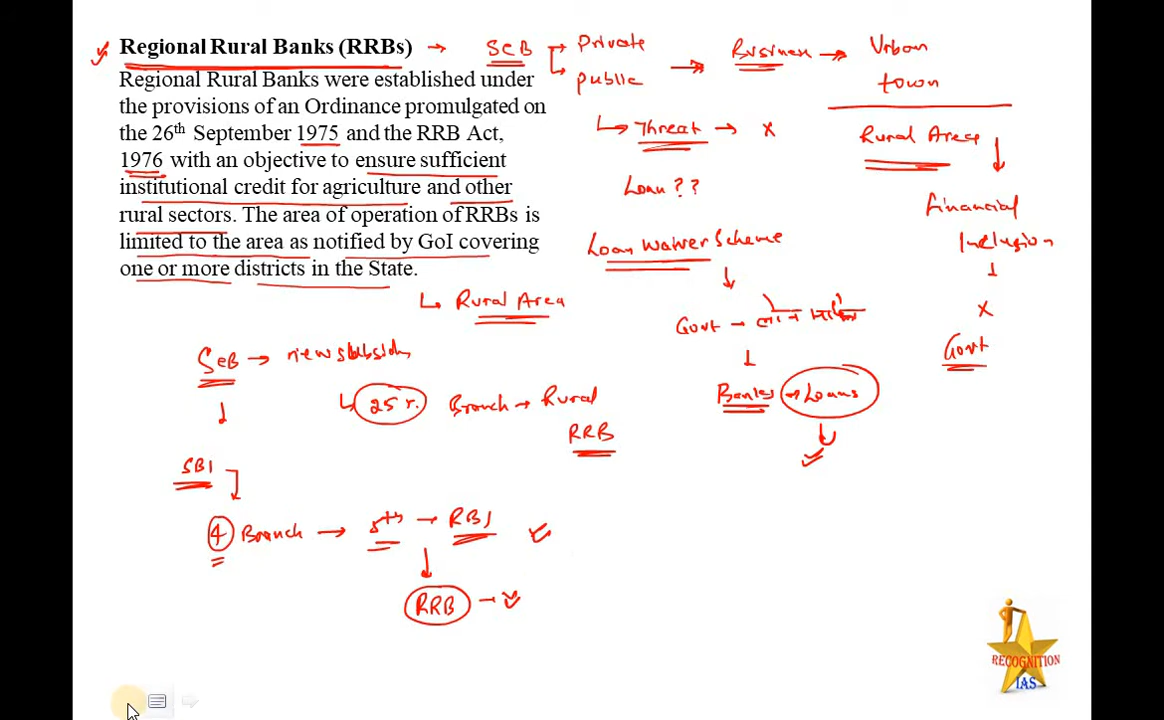 Regional Rural Banks (RRBs) → SCB → Private
→ Public
→ Business → Urban
town
Regional Rural Banks were established under
the provisions of an Ordinance promulgated on
the 26th September 1975 and the RRB Act,
1976 with an objective to ensure sufficient
institutional credit for agriculture and other
rural sectors. The area of operation of RRBs is
limited to the area as notified by GoI covering
one or more districts in the State.
↳ Rural Area
↳ Threat → x
Loan ??
Loan Waiver Scheme
↓
Govt → लोन
↓
Banks → Loans
↓
Rural Areas ↓
Financial
Inclusion
↓
x
Govt
SCB →
↓
↳ 25 %. Branch → Rural
RRB
SBI
4 Branch → 5th → RBI
↓
RRB →
RECOGNITION
IAS